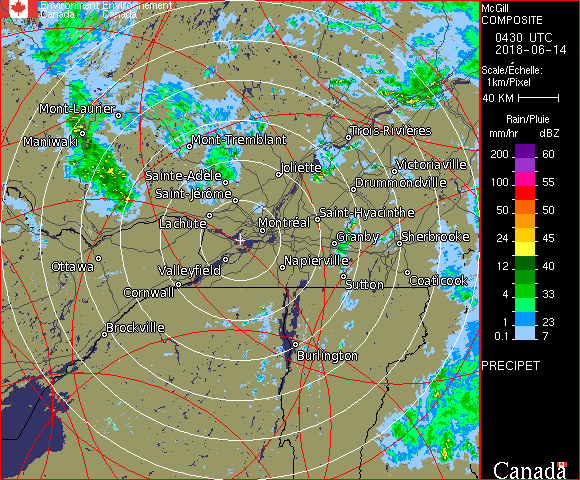 Environment Environnement
Canada Canada
McGill
COMPOSITE
0430 UTC
2018-06-14
Scale/Échelle:
1km/Pixel
40 KM
Rain/Pluie
mm/hr dBZ
200 60
55
100 55
50 50
24 45
12 40
4 33
1 23
0.1 7
PRECIPET
Canada
Mont-Laurier
Maniwaki
Mont-Tremblant
Trois-Rivières
Sainte-Adèle
Joliette
Victoriaville
Saint-Jérôme
Drummondville
Lachute
Montréal
Saint-Hyacinthe
Granby
Sherbrooke
Ottawa
Valleyfield
Napierville
Cornwall
Sutton
Coaticook
Brockville
Burlington